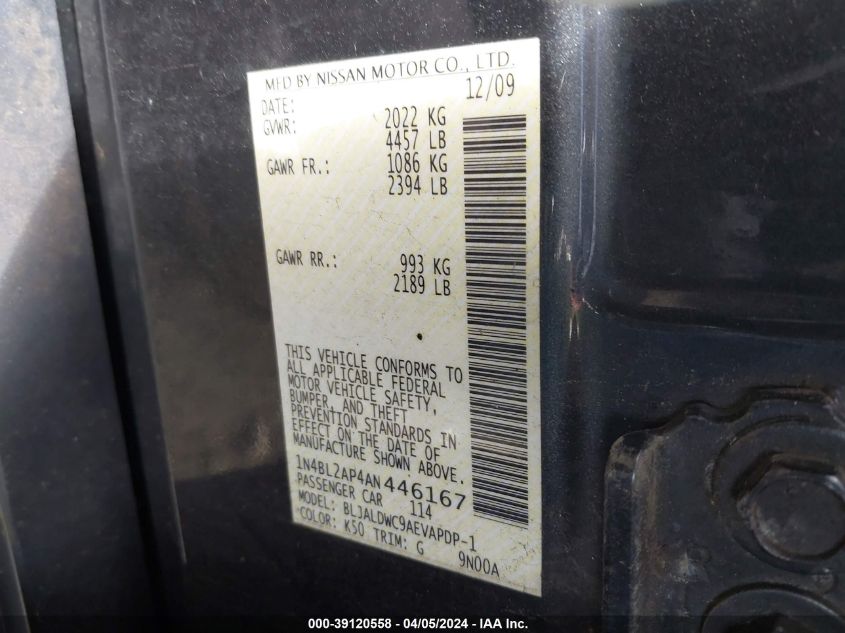 MFD BY NISSAN MOTOR CO., LTD.
DATE: 12/09
GVWR: 2022 KG
4457 LB
GAWR FR.: 1086 KG
2394 LB
GAWR RR.: 993 KG
2189 LB
THIS VEHICLE CONFORMS TO
ALL APPLICABLE FEDERAL
MOTOR VEHICLE SAFETY,
BUMPER, AND THEFT
PREVENTION STANDARDS IN
EFFECT ON THE DATE OF
MANUFACTURE SHOWN ABOVE.
1N4BL2AP4AN446167
PASSENGER CAR 114
MODEL: BLJALDWC9AEVAPDP-1
COLOR: K50 TRIM: G 9N00A
000-39120558 - 04/05/2024 - IAA Inc.